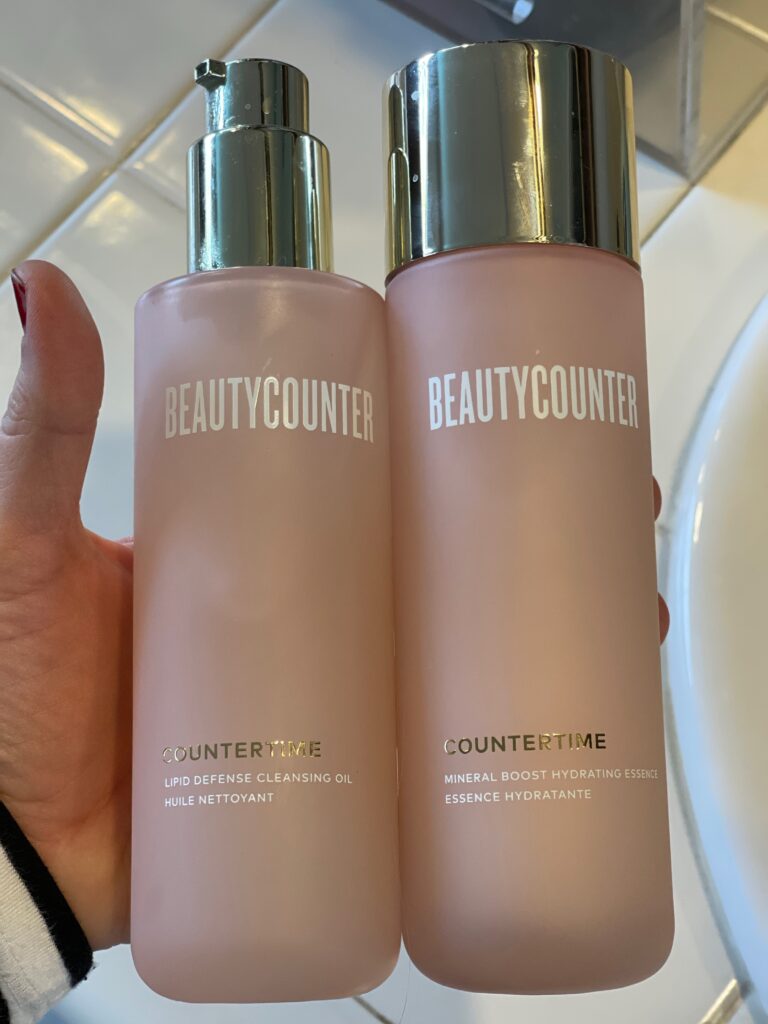 BEAUTYCOUNTER
COUNTERTIME
LIPID DEFENSE CLEANSING OIL
HUILE NETTOYANT
BEAUTYCOUNTER
COUNTERTIME
MINERAL BOOST HYDRATING ESSENCE
ESSENCE HYDRATANTE